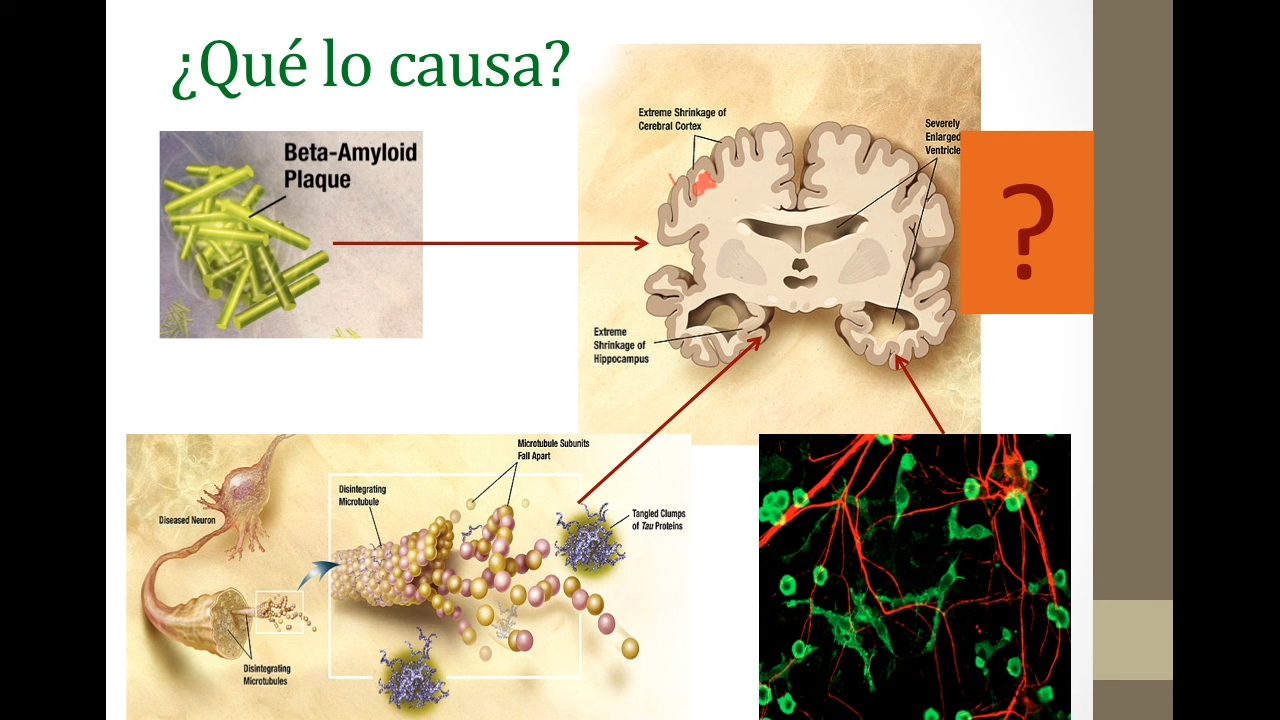 ¿Qué lo causa?
Beta-Amyloid
Plaque
Extreme Shrinkage of
Cerebral Cortex
Severely
Enlarged
Ventricle
?
Extreme
Shrinkage of
Hippocampus
Microtubule Subunits
Fall Apart
Disintegrating
Microtubule
Diseased Neuron
Tangled Clumps
of Tau Proteins
Disintegrating
Microtubules